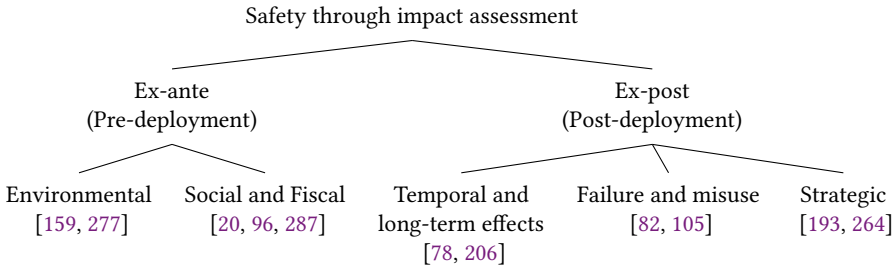 Safety through impact assessment
Ex-ante
(Pre-deployment)
Ex-post
(Post-deployment)
Environmental
[159, 277]
Social and Fiscal
[20, 96, 287]
Temporal and
long-term effects
[78, 206]
Failure and misuse
[82, 105]
Strategic
[193, 264]